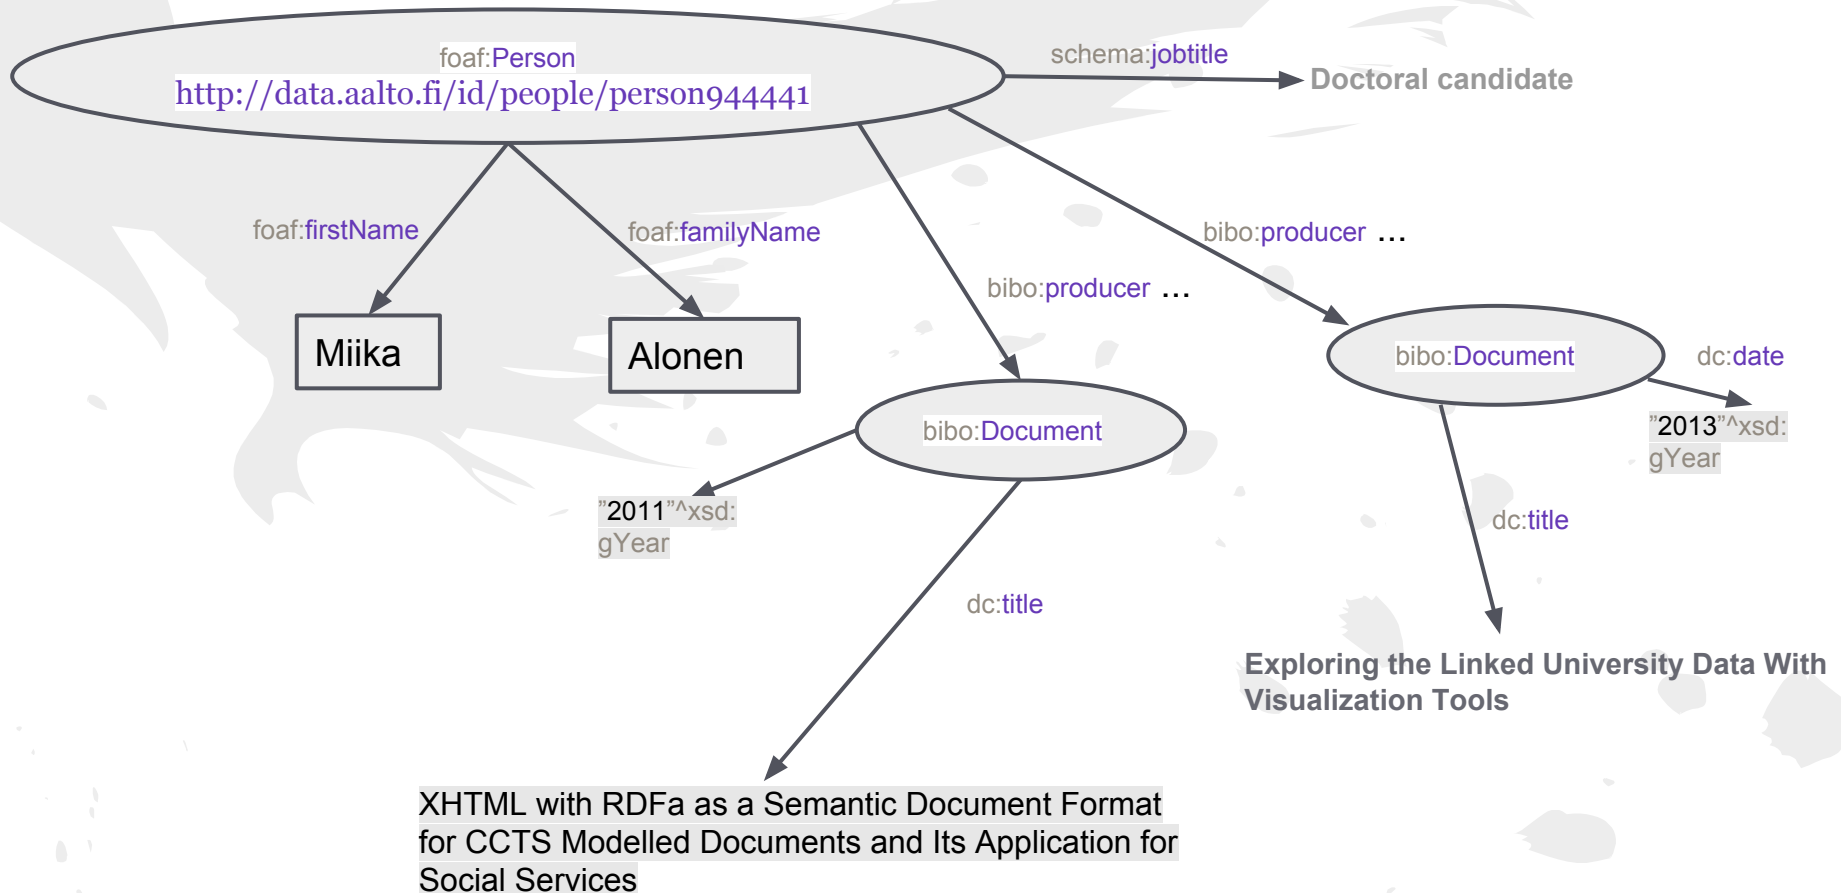 foaf:Person
http://data.aalto.fi/id/people/person944441
schema:jobtitle
Doctoral candidate
foaf:firstName
foaf:familyName
bibo:producer ...
bibo:producer ...
Miika
Alonen
bibo:Document
dc:date
"2013"^xsd:
gYear
bibo:Document
"2011"^xsd:
gYear
dc:title
dc:title
Exploring the Linked University Data With
Visualization Tools
XHTML with RDFa as a Semantic Document Format
for CCTS Modelled Documents and Its Application for
Social Services